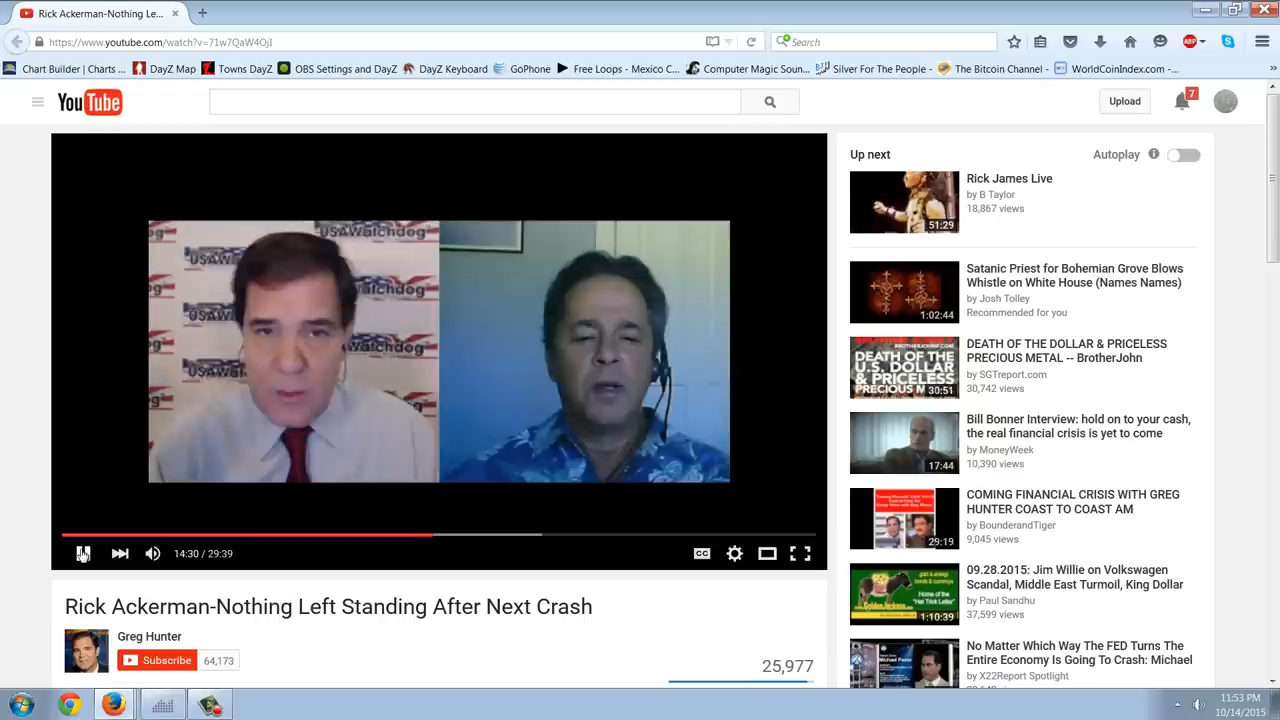 Rick Ackerman-Nothing Le...
https://www.youtube.com/watch?v=71w7QaW4OjI
Search
ABP
Chart Builder | Charts ...
DayZ Map
Towns DayZ
OBS Settings and DayZ
DayZ Keyboard
GoPhone
Free Loops - Mexico C...
Computer Magic Soun...
Silver For The People - ...
The Bitcoin Channel - ...
WorldCoinIndex.com -...
YouTube
Upload
7
USAWatchdog
Up next
Autoplay
Rick James Live
by B Taylor
18,867 views
51:29
Satanic Priest for Bohemian Grove Blows
Whistle on White House (Names Names)
by Josh Tolley
Recommended for you
1:02:44
DEATH OF THE DOLLAR & PRICELESS
PRECIOUS METAL -- BrotherJohn
by SGTreport.com
30,742 views
DEATH OF THE
U.S. DOLLAR
& PRICELESS
PRECIOUS M
30:51
Bill Bonner Interview: hold on to your cash,
the real financial crisis is yet to come
by MoneyWeek
10,390 views
17:44
COMING FINANCIAL CRISIS WITH GREG
HUNTER COAST TO COAST AM
by BounderandTiger
9,045 views
29:19
09.28.2015: Jim Willie on Volkswagen
Scandal, Middle East Turmoil, King Dollar
by Paul Sandhu
37,599 views
1:10:39
No Matter Which Way The FED Turns The
Entire Economy Is Going To Crash: Michael
by X22Report Spotlight
14:30 / 29:39
CC
Rick Ackerman-Nothing Left Standing After Next Crash
Greg Hunter
Subscribe
64,173
25,977
11:53 PM
10/14/2015